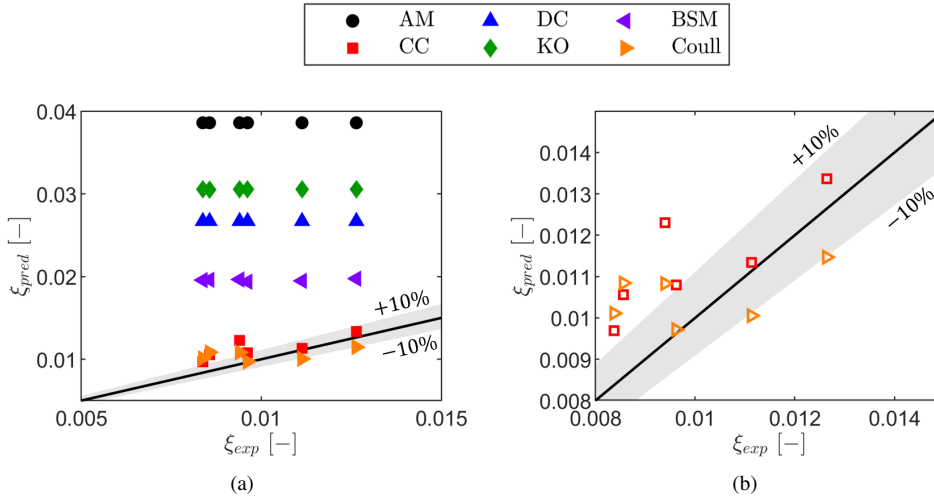 AM DC BSM
CC KO Coull
0.04
0.03
0.02
0.01
ξpred [−]
+10%
−10%
0.005 0.01 0.015
ξexp [−]
(a)
0.014
0.013
0.012
0.011
0.01
0.009
0.008
ξpred [−]
+10%
−10%
0.008 0.01 0.012 0.014
ξexp [−]
(b)